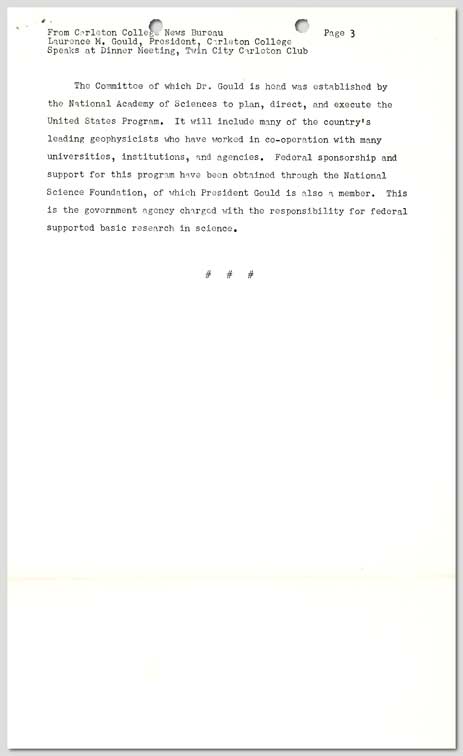 From Carleton College News Bureau Page 3
Laurence M. Gould, President, Carleton College
Speaks at Dinner Meeting, Twin City Carleton Club
The Committee of which Dr. Gould is head was established by
the National Academy of Sciences to plan, direct, and execute the
United States Program. It will include many of the country's
leading geophysicists who have worked in co-operation with many
universities, institutions, and agencies. Federal sponsorship and
support for this program have been obtained through the National
Science Foundation, of which President Gould is also a member. This
is the government agency charged with the responsibility for federal
supported basic research in science.
# # #